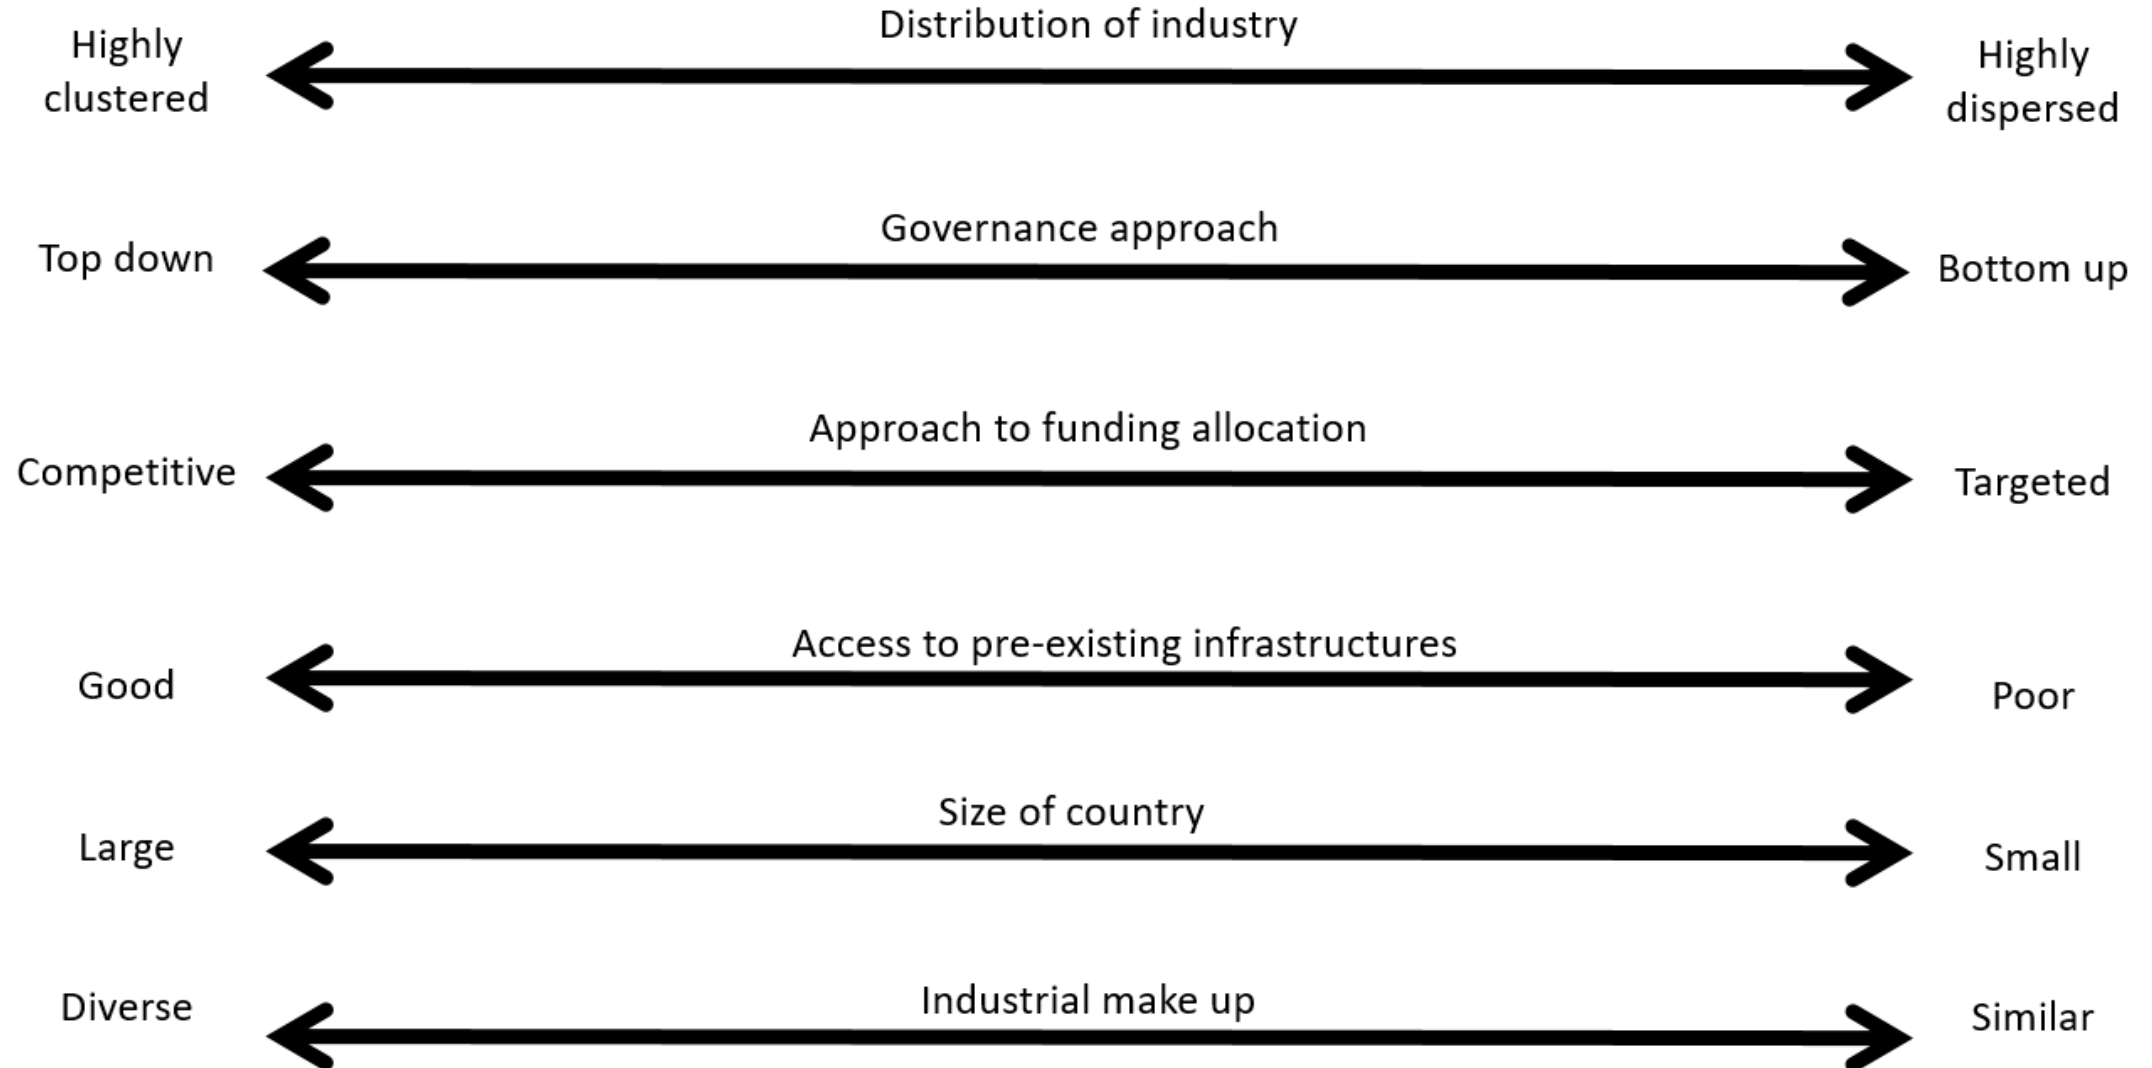 Distribution of industry
Highly
clustered
Highly
dispersed
Governance approach
Top down
Bottom up
Approach to funding allocation
Competitive
Targeted
Access to pre-existing infrastructures
Good
Poor
Size of country
Large
Small
Industrial make up
Diverse
Similar